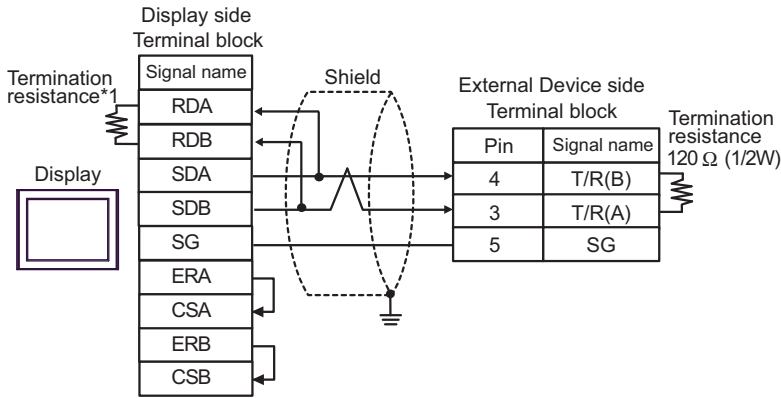 Display side
Terminal block
Signal name
Termination
resistance*1
RDA
RDB
SDA
SDB
SG
ERA
CSA
ERB
CSB
Display
Shield
External Device side
Terminal block
Pin Signal name
4 T/R(B)
3 T/R(A)
5 SG
Termination
resistance
120 Ω (1/2W)